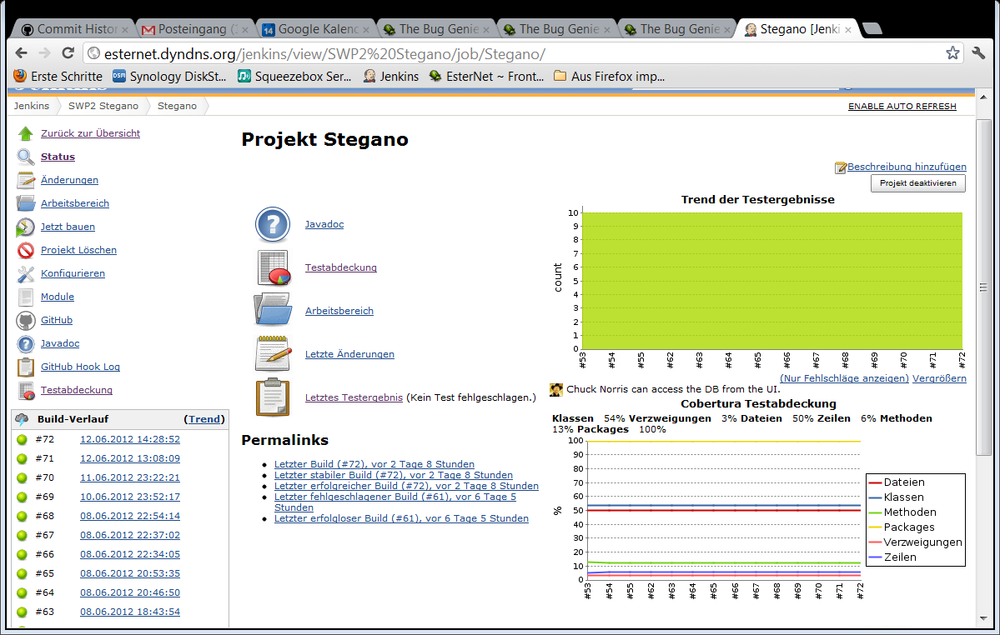 Commit Histor
Posteingang (
14 Google Kalend
The Bug Genie
The Bug Genie
The Bug Genie
Stegano [Jenki
esternet.dyndns.org/jenkins/view/SWP2%20Stegano/job/Stegano/
Erste Schritte
DSM Synology DiskSt...
Squeezebox Ser...
Jenkins
EsterNet ~ Front...
Aus Firefox imp...
Jenkins
SWP2 Stegano
Stegano
ENABLE AUTO REFRESH
Zurück zur Übersicht
Status
Änderungen
Arbeitsbereich
Jetzt bauen
Projekt Löschen
Konfigurieren
Module
GitHub
Javadoc
GitHub Hook Log
Testabdeckung
Build-Verlauf (Trend)
#72 12.06.2012 14:28:52
#71 12.06.2012 13:08:09
#70 11.06.2012 23:22:21
#69 10.06.2012 23:52:17
#68 08.06.2012 22:54:14
#67 08.06.2012 22:37:02
#66 08.06.2012 22:34:05
#65 08.06.2012 20:53:35
#64 08.06.2012 20:46:50
#63 08.06.2012 18:43:54
Projekt Stegano
Beschreibung hinzufügen
Projekt deaktivieren
Javadoc
Testabdeckung
Arbeitsbereich
Letzte Änderungen
Letztes Testergebnis (Kein Test fehlgeschlagen.)
Permalinks
Letzter Build (#72), vor 2 Tage 8 Stunden
Letzter stabiler Build (#72), vor 2 Tage 8 Stunden
Letzter erfolgreicher Build (#72), vor 2 Tage 8 Stunden
Letzter fehlgeschlagener Build (#61), vor 6 Tage 5
Stunden
Letzter erfolgloser Build (#61), vor 6 Tage 5 Stunden
Trend der Testergebnisse
count
10
9
8
7
6
5
4
3
2
1
0
#53 #54 #55 #62 #63 #64 #65 #66 #67 #68 #69 #70 #71 #72
(Nur Fehlschläge anzeigen) Vergrößern
Chuck Norris can access the DB from the UI.
Cobertura Testabdeckung
Klassen 54% Verzweigungen 3% Dateien 50% Zeilen 6% Methoden
13% Packages 100%
%
100
90
80
70
60
50
40
30
20
10
0
#53 #54 #55 #62 #63 #64 #65 #66 #67 #68 #69 #70 #71 #72
Dateien
Klassen
Methoden
Packages
Verzweigungen
Zeilen